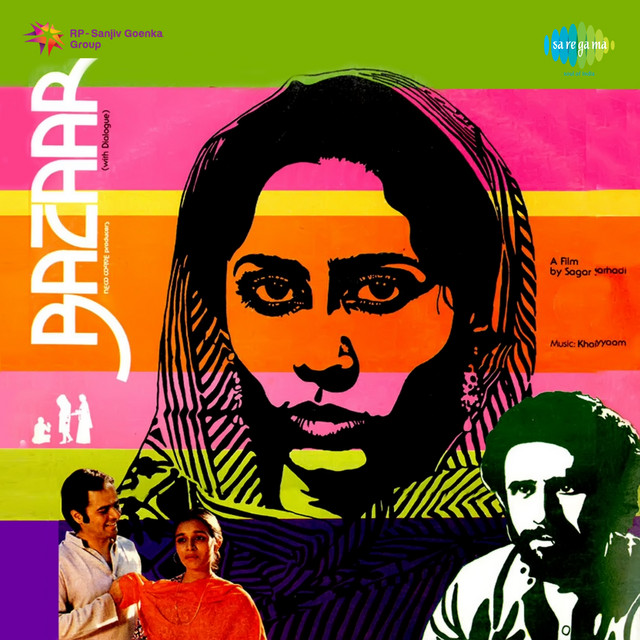 RP - Sanjiv Goenka
Group
sa re ga ma
BAZAAR
(with Dialogue)
A Film
by Sagar Sarhadi
Music: Khaiyyaam